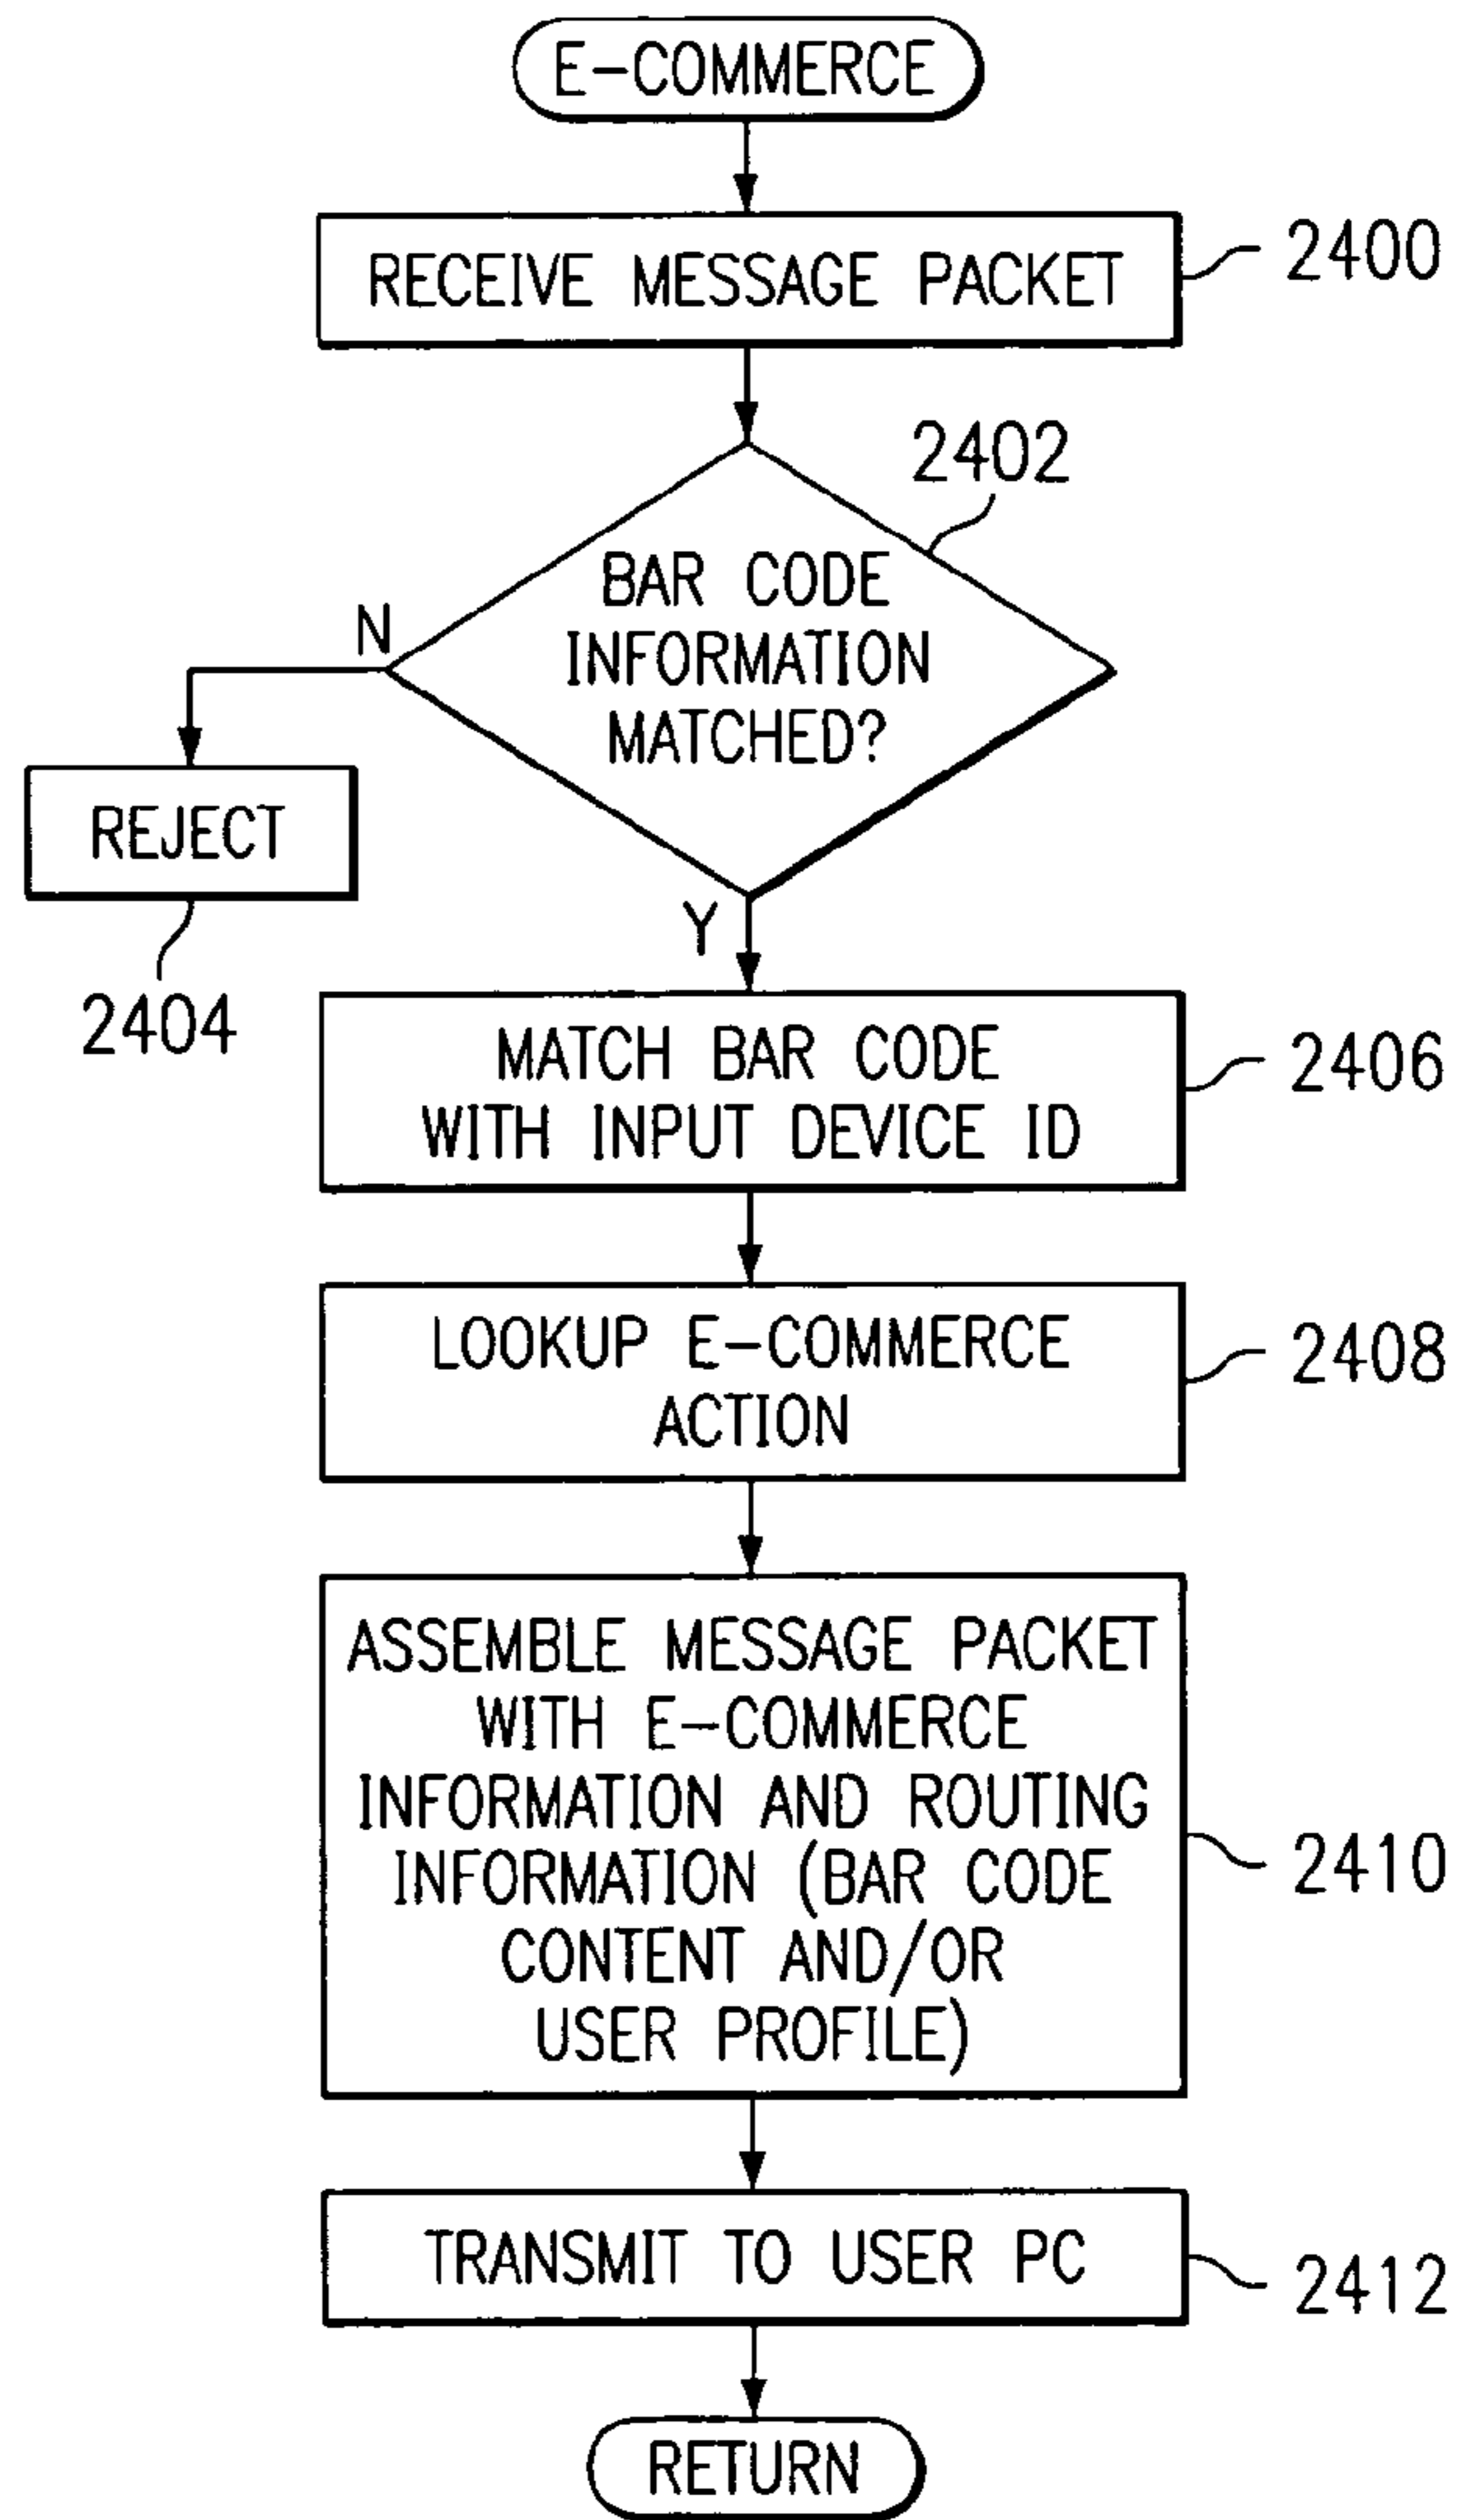 E-COMMERCE
RECEIVE MESSAGE PACKET
2400
2402
BAR CODE
INFORMATION
MATCHED?
N
REJECT
2404
Y
MATCH BAR CODE
WITH INPUT DEVICE ID
2406
LOOKUP E-COMMERCE
ACTION
2408
ASSEMBLE MESSAGE PACKET
WITH E-COMMERCE
INFORMATION AND ROUTING
INFORMATION (BAR CODE
CONTENT AND/OR
USER PROFILE)
2410
TRANSMIT TO USER PC
2412
RETURN